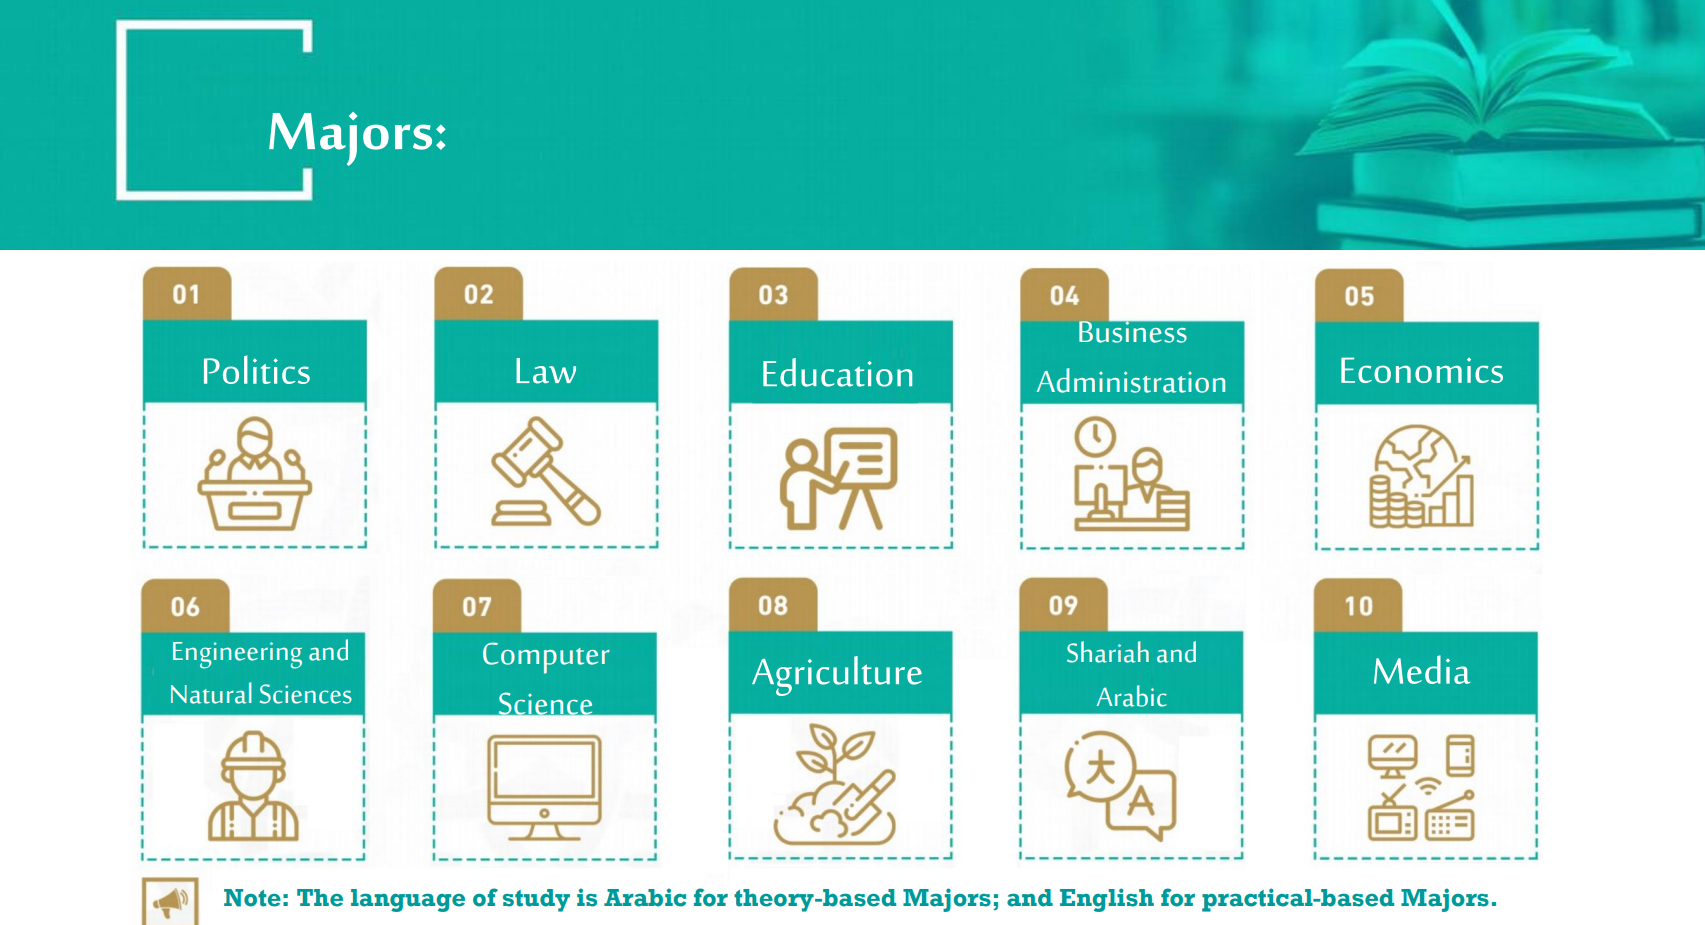 Majors:
01
Politics
02
Law
03
Education
04
Business
Administration
05
Economics
06
Engineering and
Natural Sciences
07
Computer
Science
08
Agriculture
09
Shariah and
Arabic
大
A
10
Media
Note: The language of study is Arabic for theory-based Majors; and English for practical-based Majors.